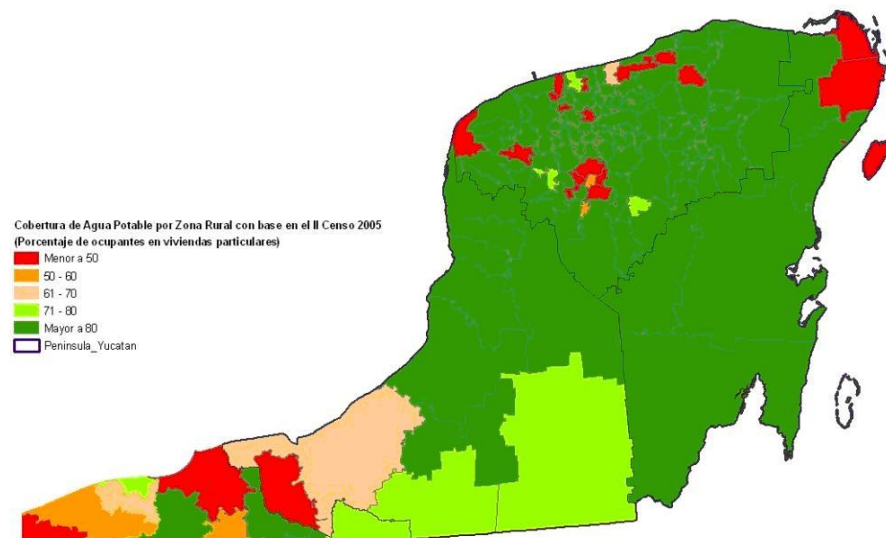 Cobertura de Agua Potable por Zona Rural con base en el II Censo 2005
(Porcentaje de ocupantes en viviendas particulares)
Menor a 50
50 - 60
61 - 70
71 - 80
Mayor a 80
Peninsula_Yucatan